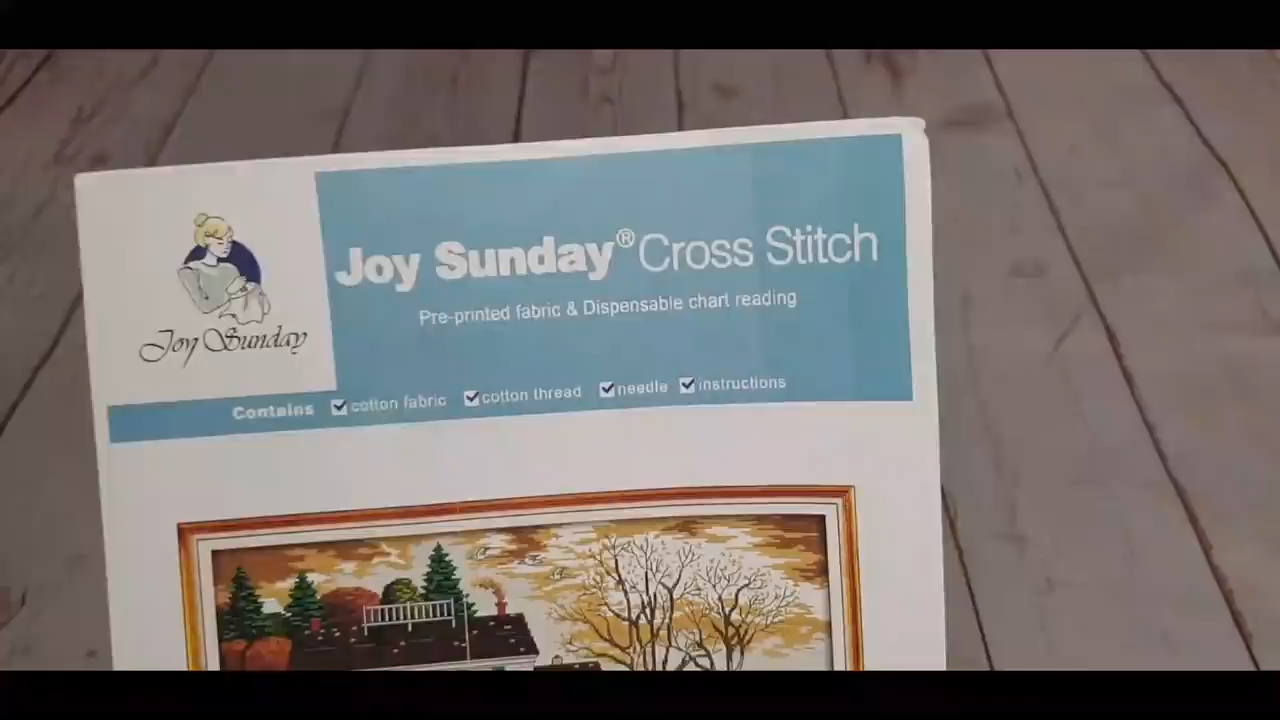 Joy Sunday
Joy Sunday® Cross Stitch
Pre-printed fabric & Dispensable chart reading
Contains cotton fabric cotton thread needle instructions